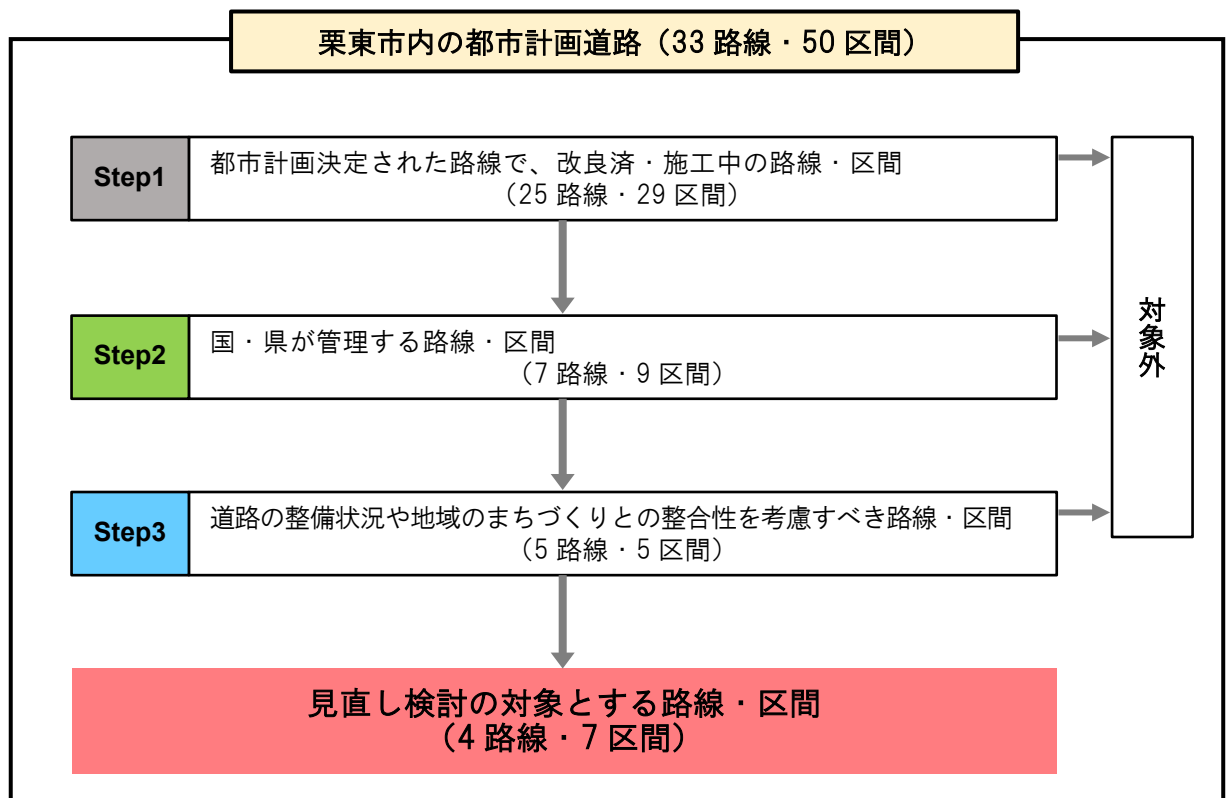 栗東市内の都市計画道路（33 路線・50 区間）
Step1
都市計画決定された路線で、改良済・施工中の路線・区間
（25 路線・29 区間）
Step2
国・県が管理する路線・区間
（7 路線・9 区間）
Step3
道路の整備状況や地域のまちづくりとの整合性を考慮すべき路線・区間
（5 路線・5 区間）
対象外
見直し検討の対象とする路線・区間
（4 路線・7 区間）